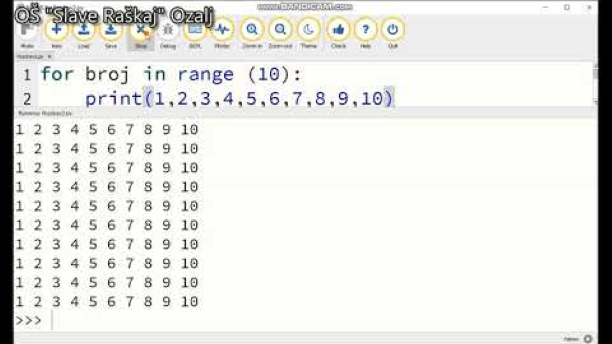 OŠ "Slave Raškaj" Ozalj
www.BANDICAM.com
Mode New Load Save Stop Debug REPL Plotter Zoom-in Zoom-out Theme Check Help Quit
1 for broj in range (10):
2 print(1,2,3,4,5,6,7,8,9,10)
1 2 3 4 5 6 7 8 9 10
1 2 3 4 5 6 7 8 9 10
1 2 3 4 5 6 7 8 9 10
1 2 3 4 5 6 7 8 9 10
1 2 3 4 5 6 7 8 9 10
1 2 3 4 5 6 7 8 9 10
1 2 3 4 5 6 7 8 9 10
1 2 3 4 5 6 7 8 9 10
1 2 3 4 5 6 7 8 9 10
1 2 3 4 5 6 7 8 9 10
>>>